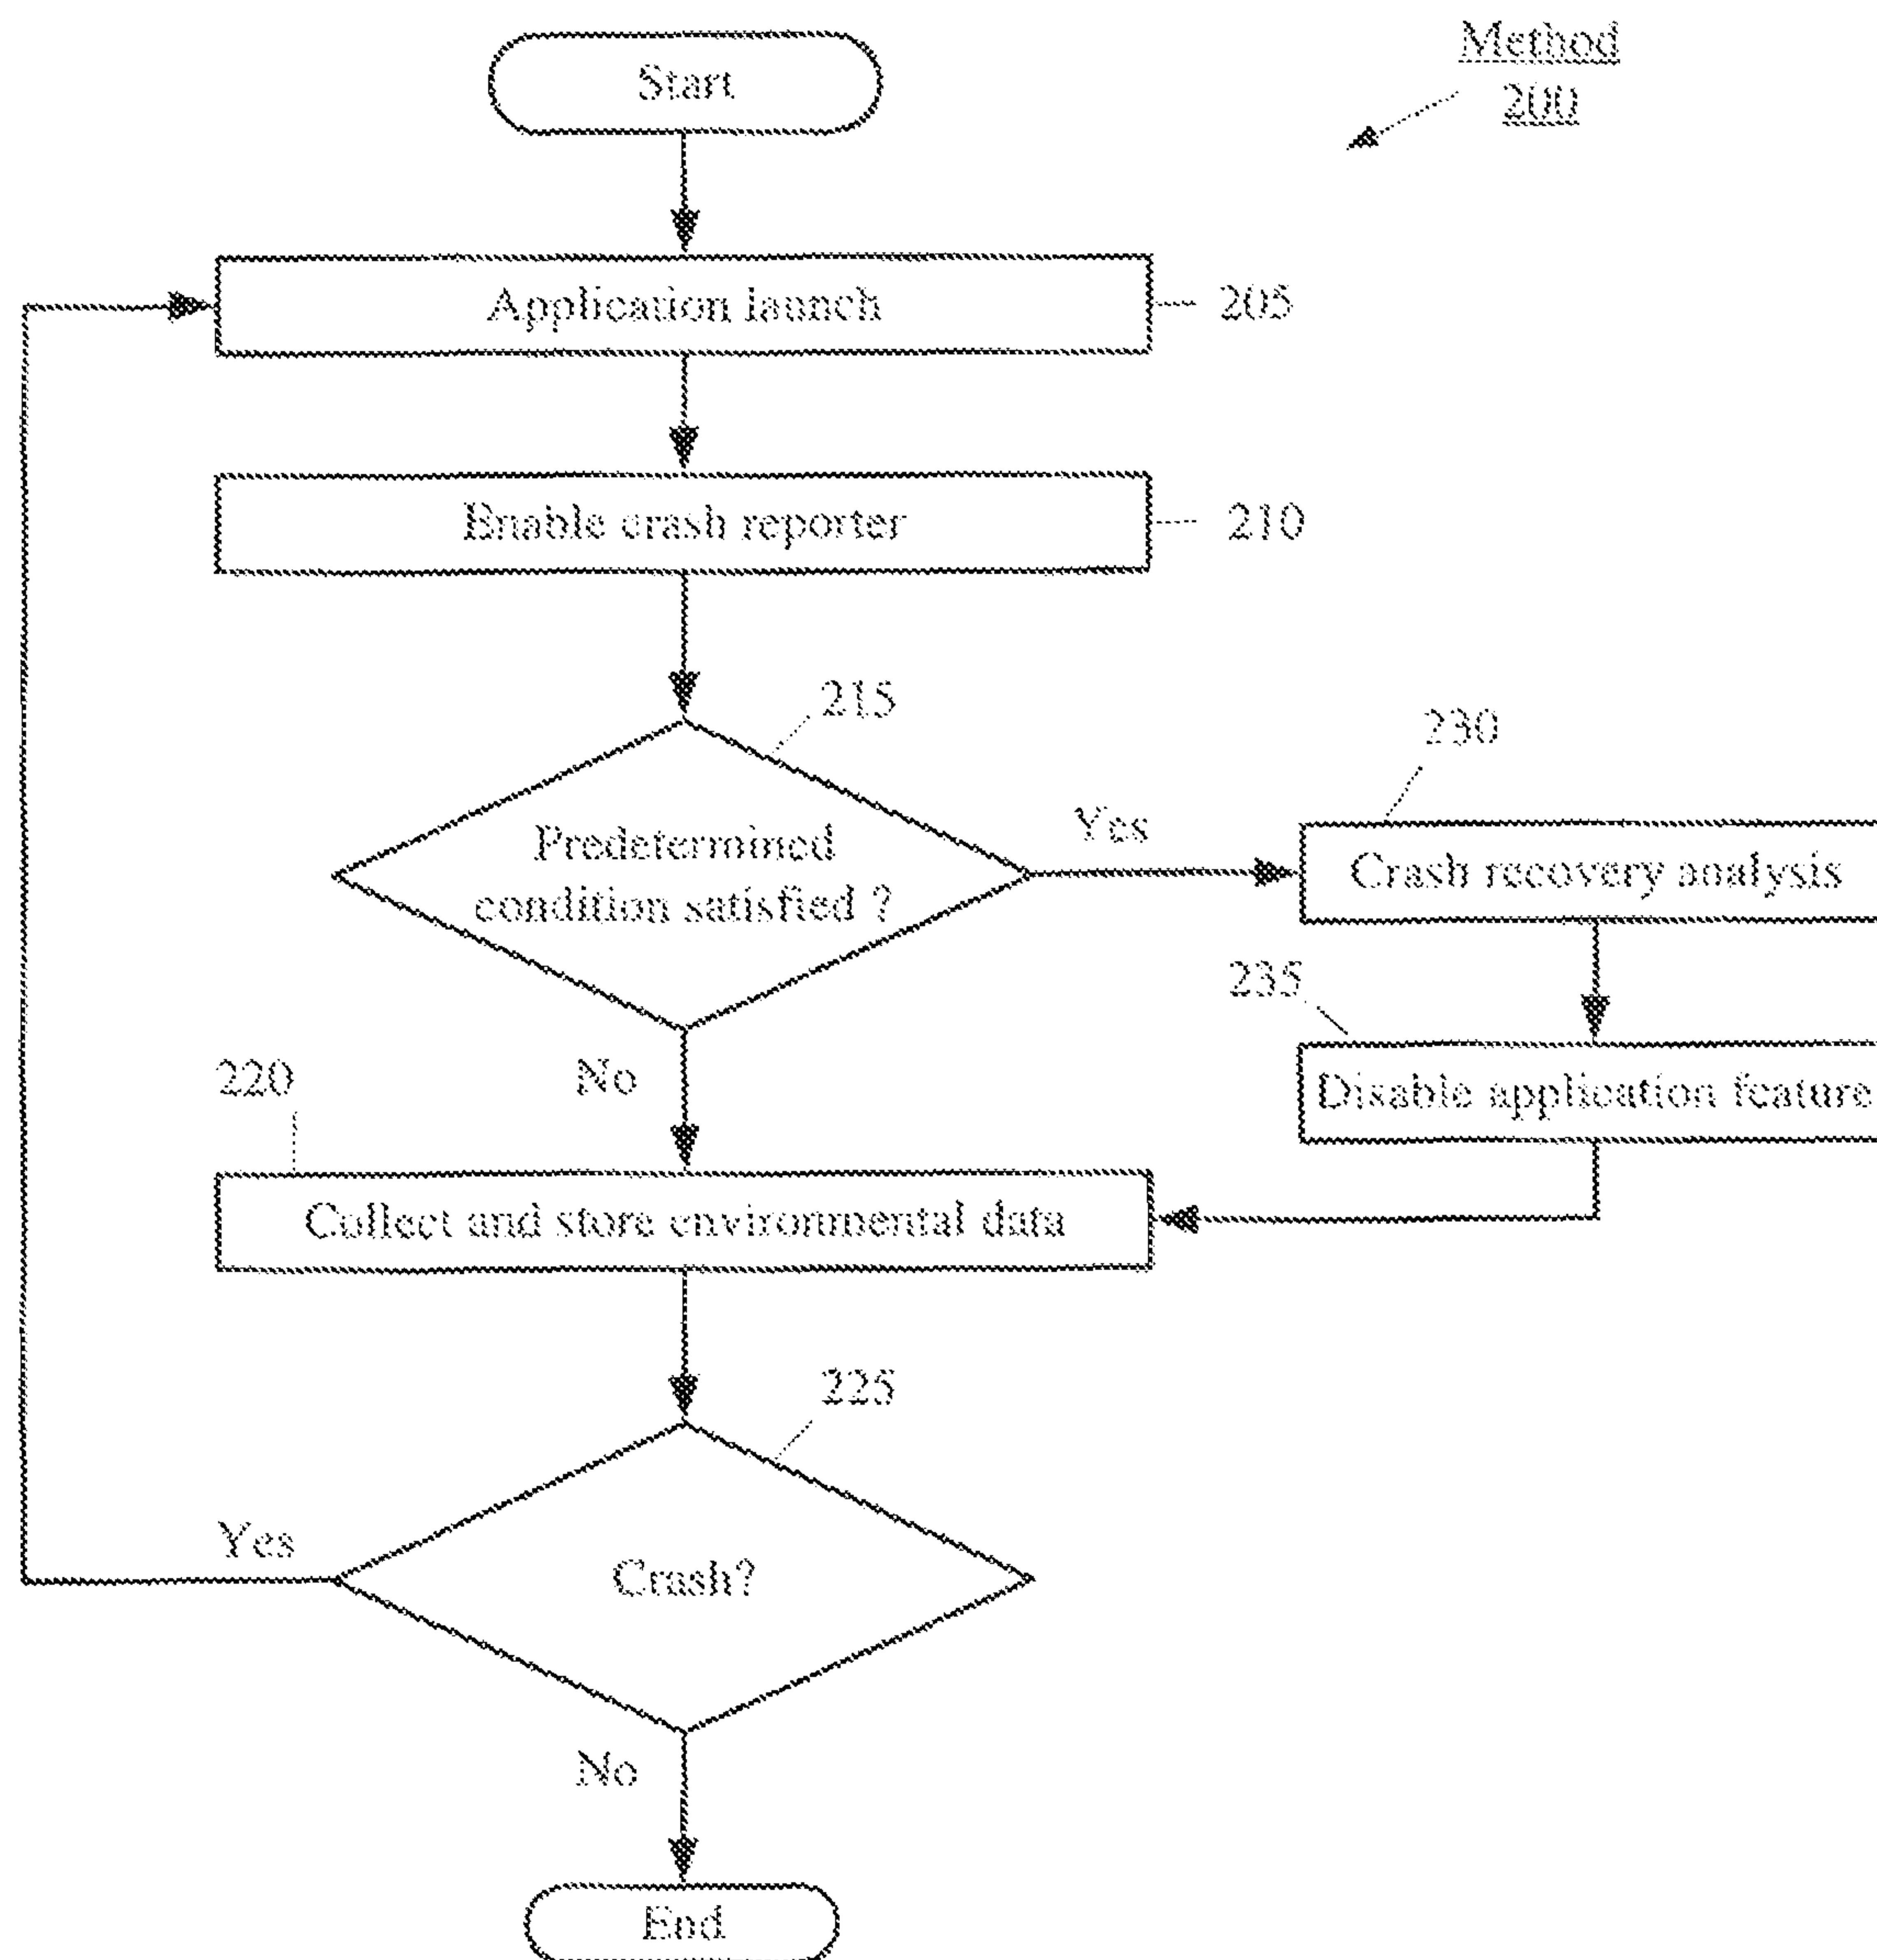 Method
200
Start
Application launch
205
Enable crash reporter
210
215
Predetermined
condition satisfied ?
Yes
230
Crash recovery analysis
235
Disable application feature
No
220
Collect and store environmental data
225
Crash?
Yes
No
End